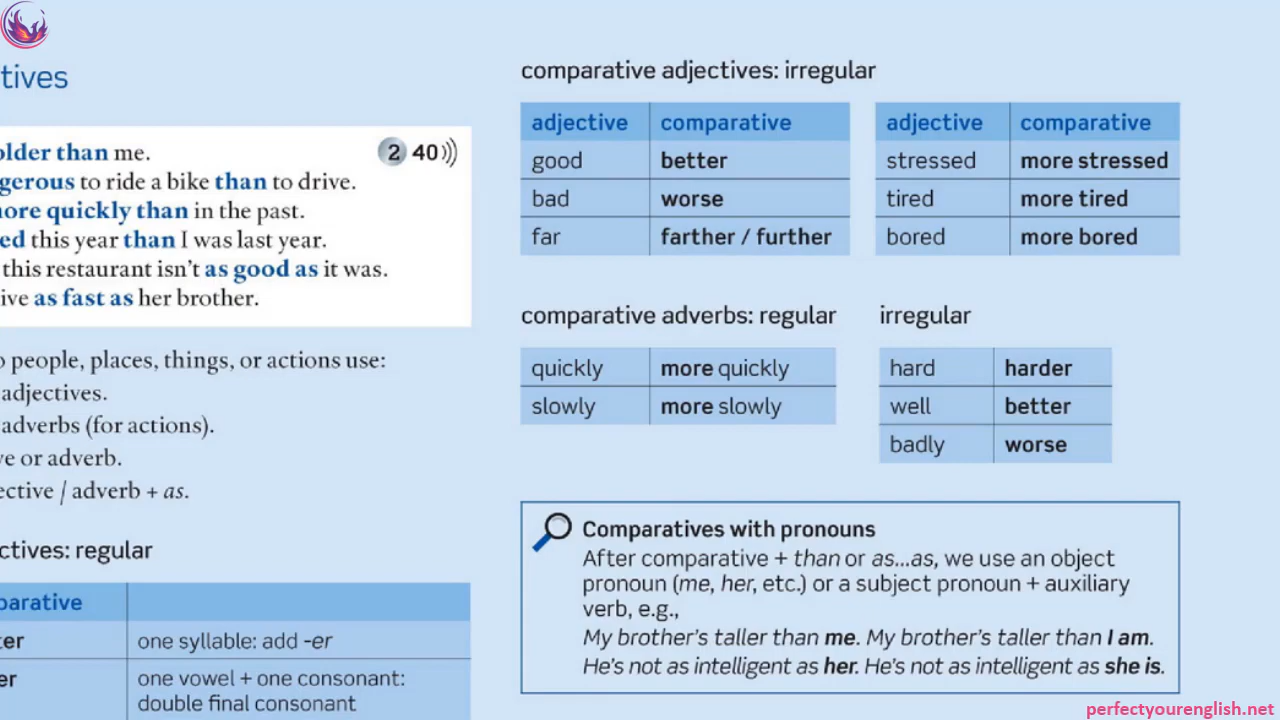 tives
older than me.
2 40
gerous to ride a bike than to drive.
more quickly than in the past.
ed this year than I was last year.
this restaurant isn't as good as it was.
ive as fast as her brother.
o people, places, things, or actions use:
adjectives.
adverbs (for actions).
ve or adverb.
ective / adverb + as.
ctives: regular
parative
ter one syllable: add -er
er one vowel + one consonant:
double final consonant
comparative adjectives: irregular
adjective comparative
good better
bad worse
far farther / further
adjective comparative
stressed more stressed
tired more tired
bored more bored
comparative adverbs: regular
quickly more quickly
slowly more slowly
irregular
hard harder
well better
badly worse
Comparatives with pronouns
After comparative + than or as...as, we use an object
pronoun (me, her, etc.) or a subject pronoun + auxiliary
verb, e.g.,
My brother's taller than me. My brother's taller than I am.
He's not as intelligent as her. He's not as intelligent as she is.
perfectyourenglish.net